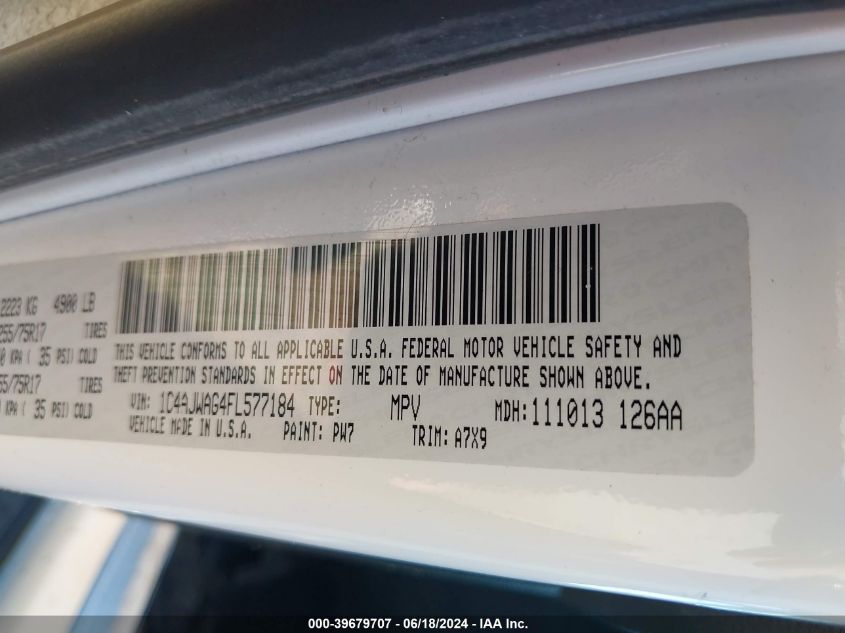 2223 KG 4900 LB
255/75R17 TIRES
KPA ( 35 PSI) COLD
75R17 TIRES
( 35 PSI) COLD
THIS VEHICLE CONFORMS TO ALL APPLICABLE U.S.A. FEDERAL MOTOR VEHICLE SAFETY AND
THEFT PREVENTION STANDARDS IN EFFECT ON THE DATE OF MANUFACTURE SHOWN ABOVE.
VIN: 1C4AJWAG4FL577184 TYPE: MPV MDH:111013 126AA
VEHICLE MADE IN U.S.A. PAINT: PW7 TRIM: A7X9
000-39679707 - 06/18/2024 - IAA Inc.